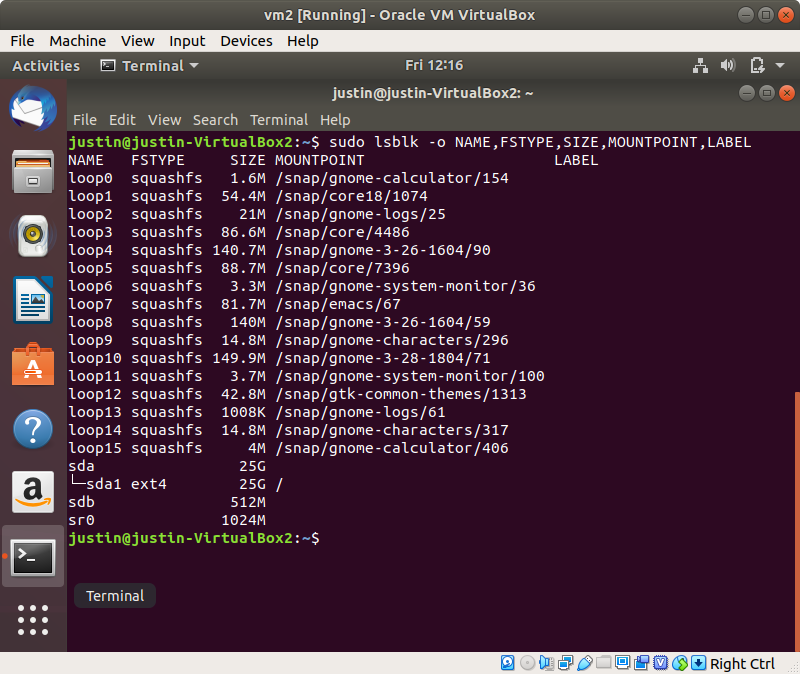 vm2 [Running] - Oracle VM VirtualBox
File Machine View Input Devices Help
Activities Terminal Fri 12:16
justin@justin-VirtualBox2: ~
File Edit View Search Terminal Help
justin@justin-VirtualBox2:~$ sudo lsblk -o NAME,FSTYPE,SIZE,MOUNTPOINT,LABEL
NAME FSTYPE SIZE MOUNTPOINT LABEL
loop0 squashfs 1.6M /snap/gnome-calculator/154
loop1 squashfs 54.4M /snap/core18/1074
loop2 squashfs 21M /snap/gnome-logs/25
loop3 squashfs 86.6M /snap/core/4486
loop4 squashfs 140.7M /snap/gnome-3-26-1604/90
loop5 squashfs 88.7M /snap/core/7396
loop6 squashfs 3.3M /snap/gnome-system-monitor/36
loop7 squashfs 81.7M /snap/emacs/67
loop8 squashfs 140M /snap/gnome-3-26-1604/59
loop9 squashfs 14.8M /snap/gnome-characters/296
loop10 squashfs 149.9M /snap/gnome-3-28-1804/71
loop11 squashfs 3.7M /snap/gnome-system-monitor/100
loop12 squashfs 42.8M /snap/gtk-common-themes/1313
loop13 squashfs 1008K /snap/gnome-logs/61
loop14 squashfs 14.8M /snap/gnome-characters/317
loop15 squashfs 4M /snap/gnome-calculator/406
sda 25G
└─sda1 ext4 25G /
sdb 512M
sr0 1024M
justin@justin-VirtualBox2:~$
Terminal
Right Ctrl